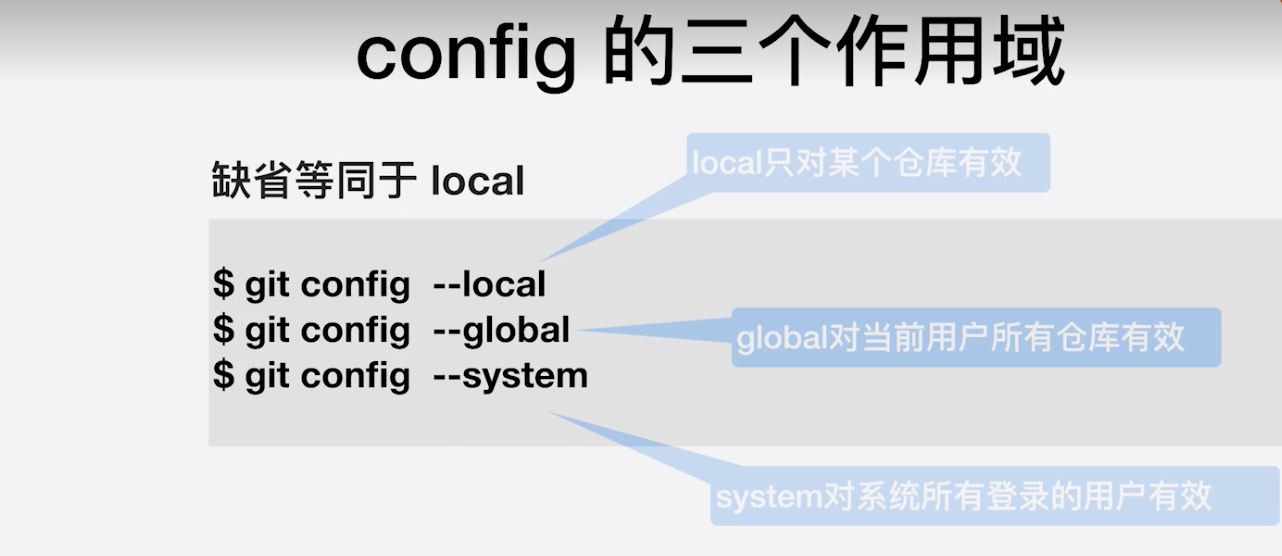 config 的三个作用域
缺省等同于 local
local只对某个仓库有效
$ git config --local
$ git config --global
global对当前用户所有仓库有效
$ git config --system
system对系统所有登录的用户有效